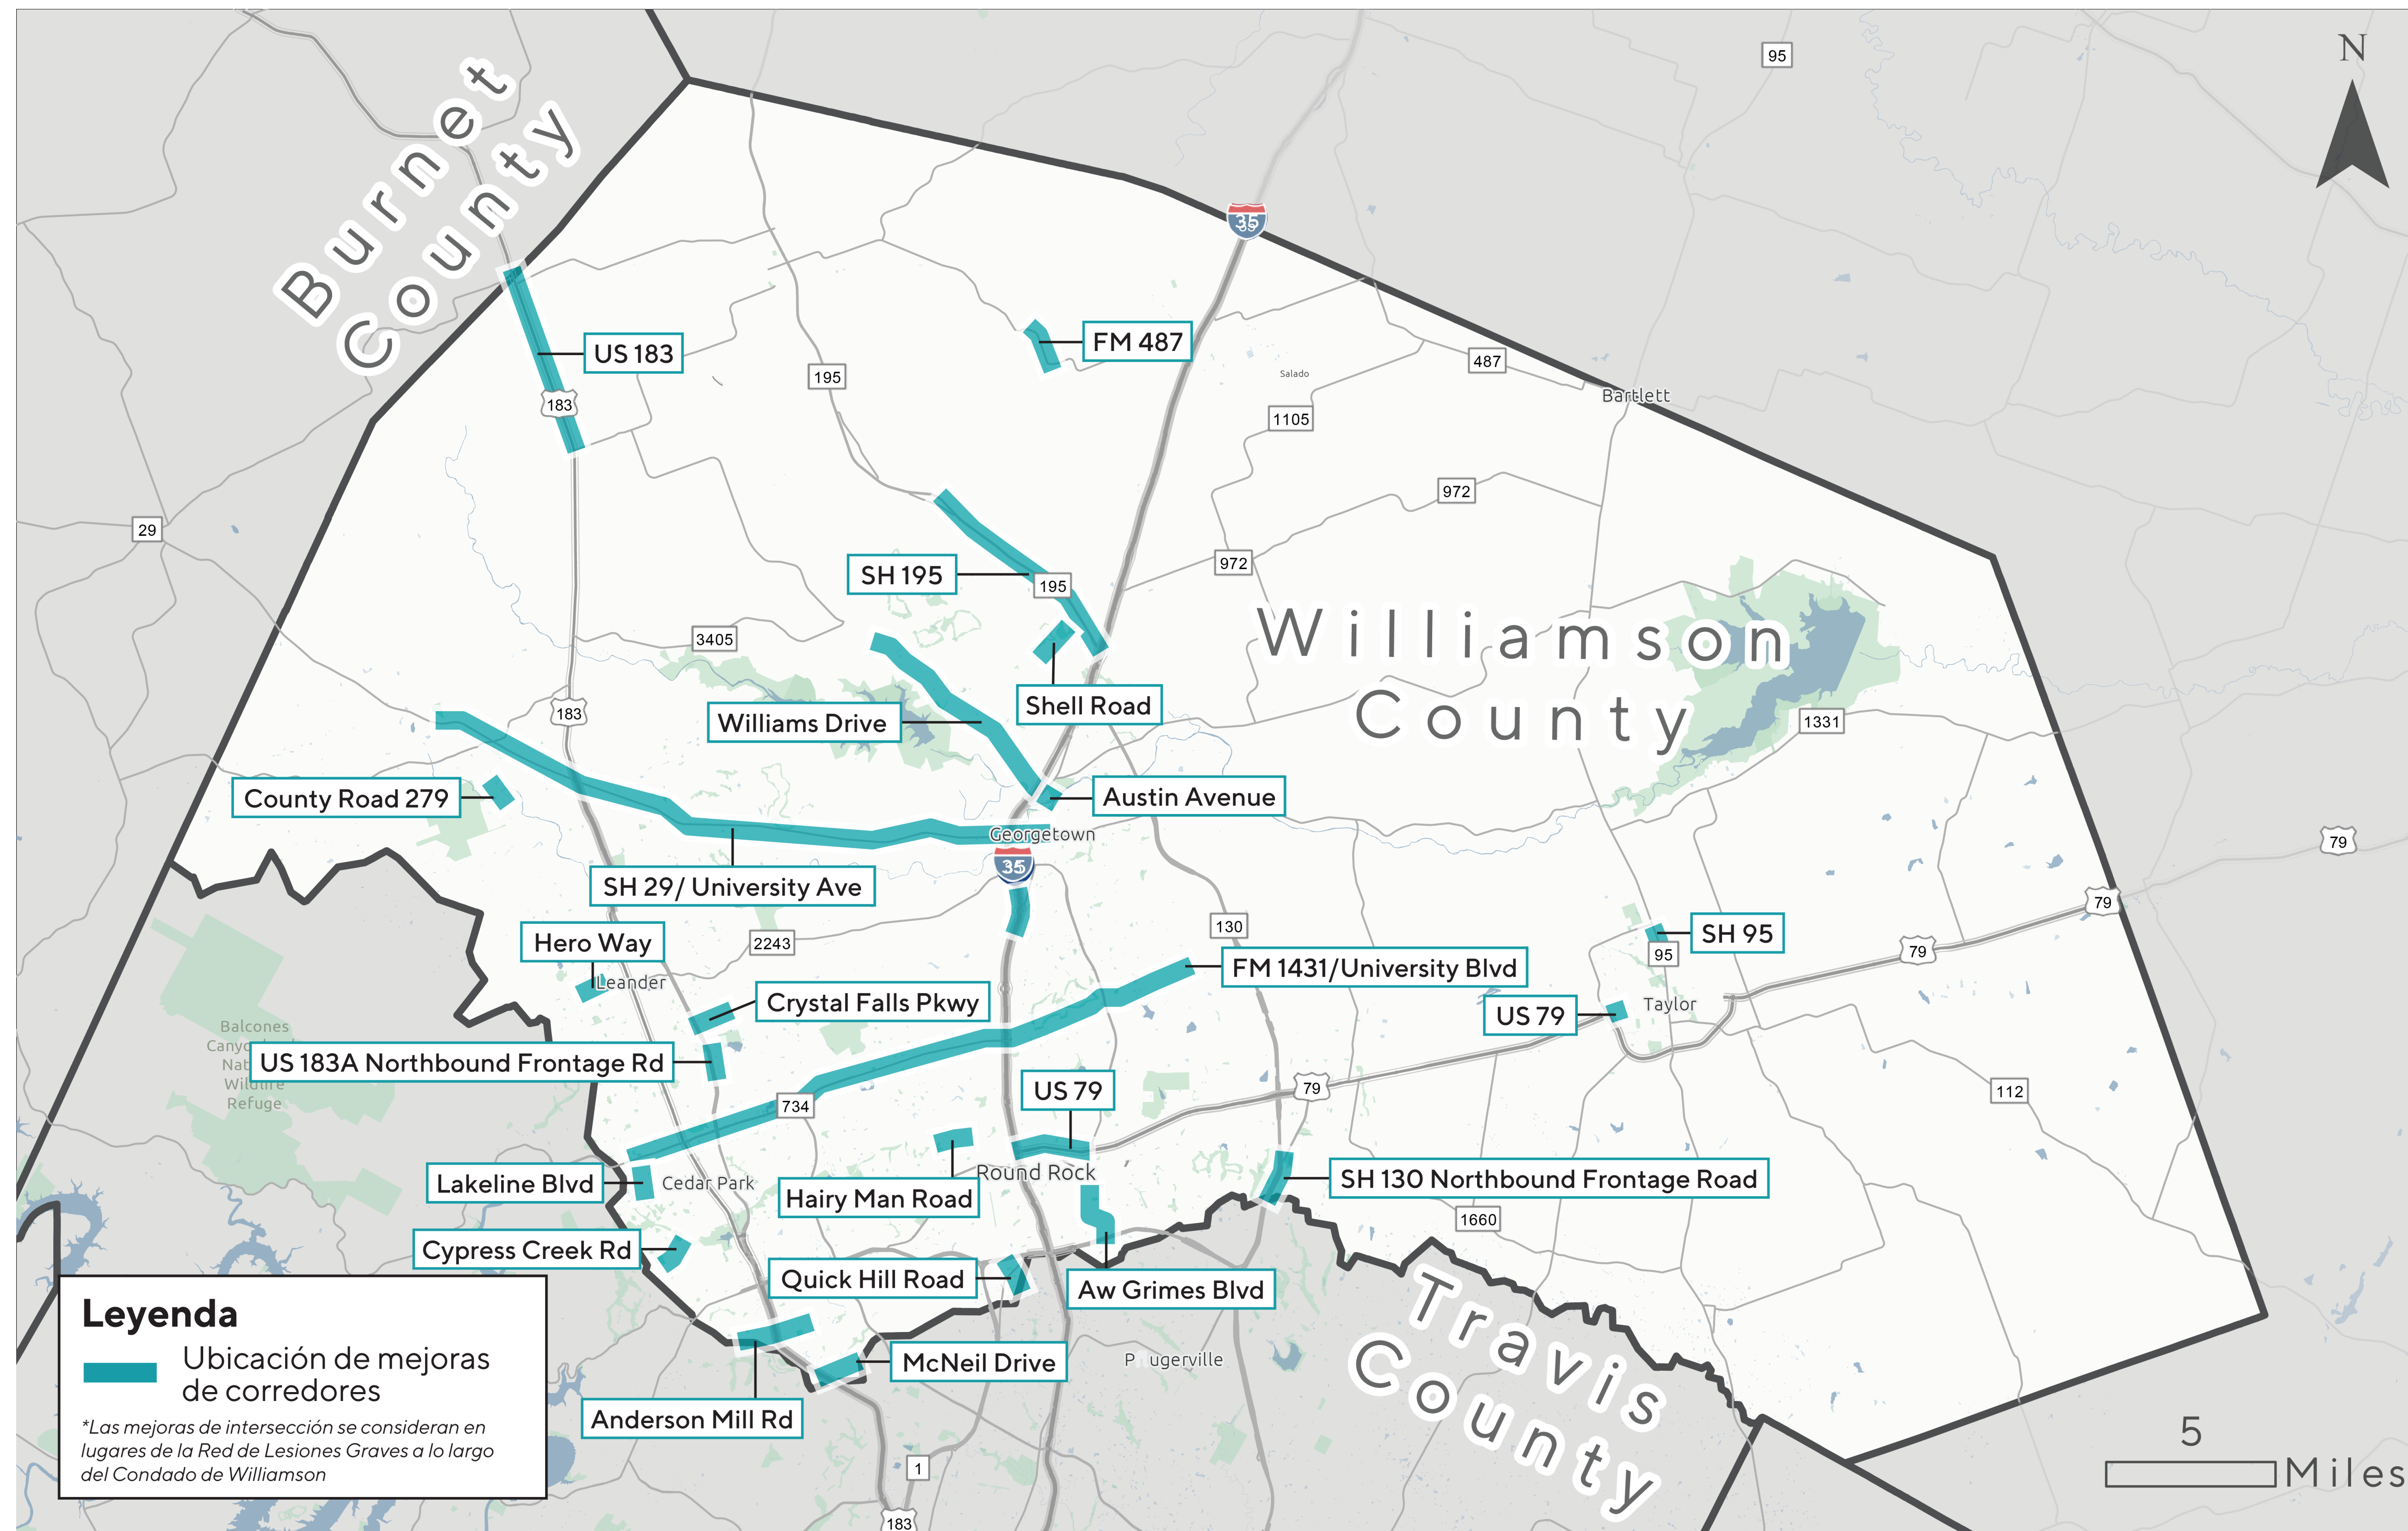 N
95
Burnet
County
35
US 183
FM 487
183
195
487
Salado
Bartlett
1105
972
29
SH 195
195
972
Williamson
County
3405
Shell Road
183
Williams Drive
1331
County Road 279
Austin Avenue
Georgetown
79
35
SH 29/ University Ave
79
Hero Way
2243
130
SH 95
95
79
FM 1431/University Blvd
Leander
Crystal Falls Pkwy
US 79
Taylor
Balcones
US 183A Northbound Frontage Rd
Wildlife
Refuge
US 79
79
112
734
Round Rock
Lakeline Blvd
Cedar Park
Hairy Man Road
SH 130 Northbound Frontage Road
1660
Cypress Creek Rd
Quick Hill Road
Aw Grimes Blvd
Travis
County
McNeil Drive
Anderson Mill Rd
1
183
Leyenda
Ubicación de mejoras
de corredores
*Las mejoras de intersección se consideran en
lugares de la Red de Lesiones Graves a lo largo
del Condado de Williamson
5
Miles